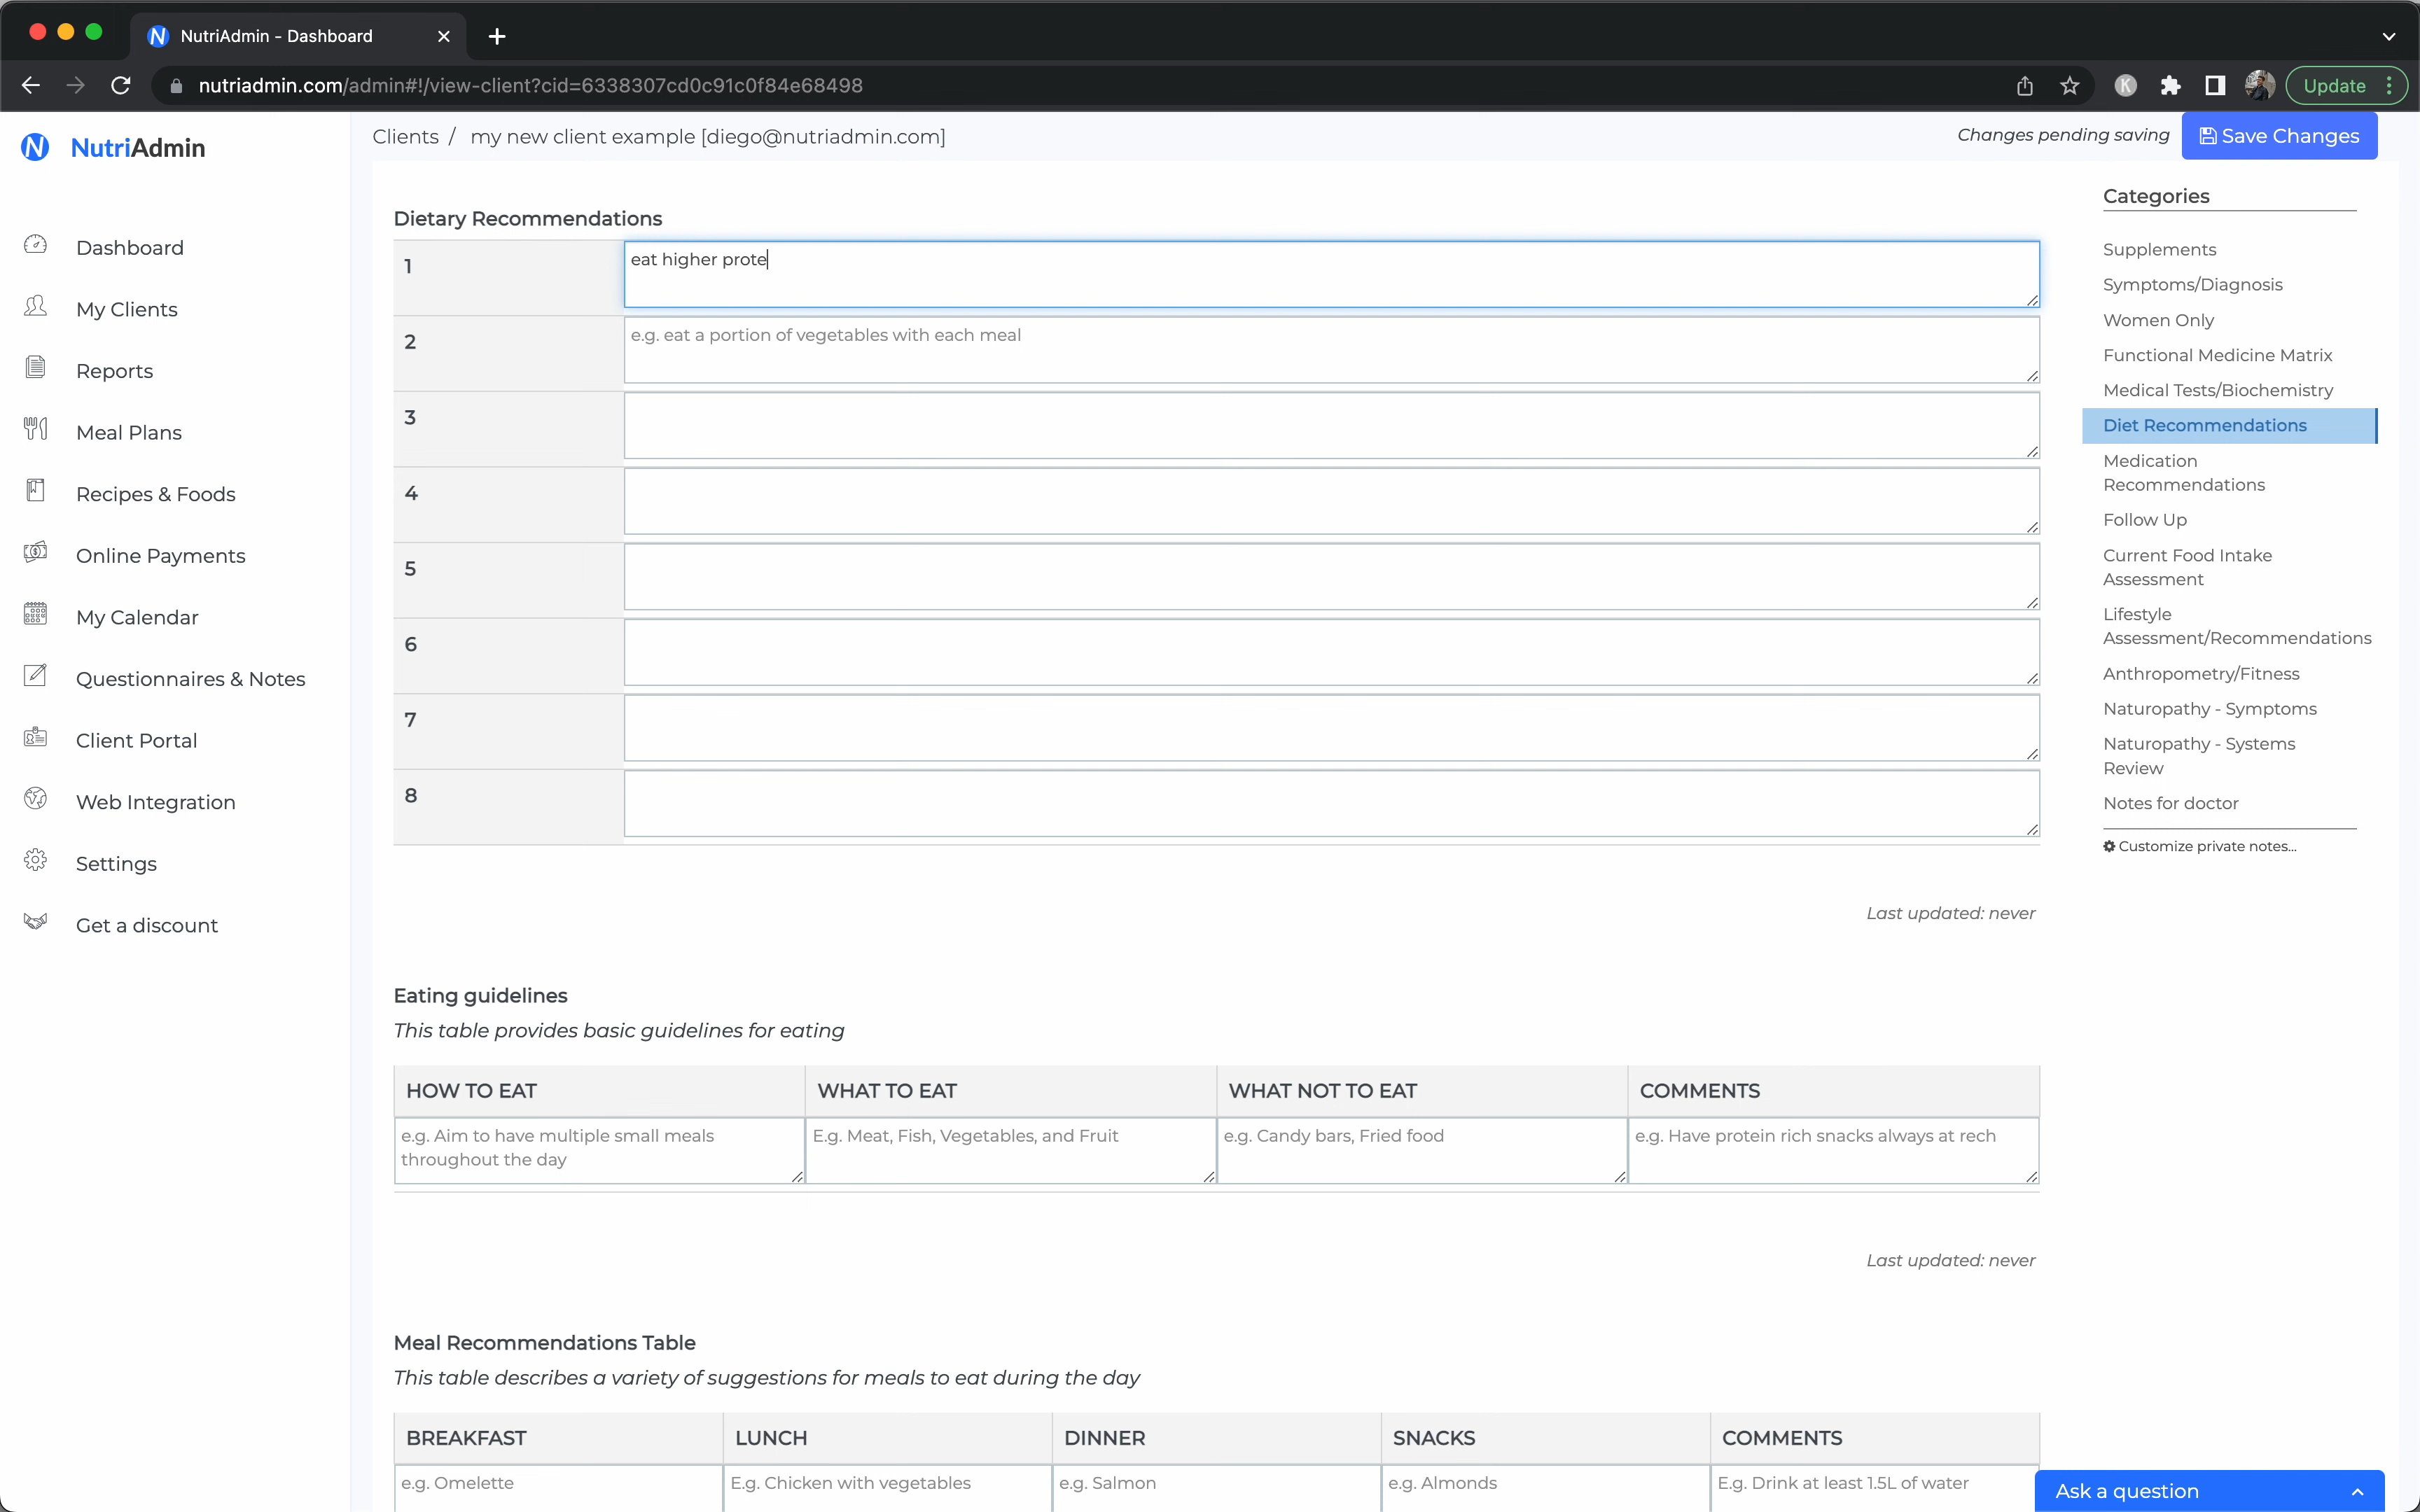 NutriAdmin - Dashboard
nutriadmin.com/admin#!/view-client?cid=6338307cd0c91c0f84e68498
K
Update
NutriAdmin
Clients / my new client example [diego@nutriadmin.com]
Changes pending saving
Save Changes
Dashboard
My Clients
Reports
Meal Plans
Recipes & Foods
Online Payments
My Calendar
Questionnaires & Notes
Client Portal
Web Integration
Settings
Get a discount
Dietary Recommendations
1 eat higher prote
2 e.g. eat a portion of vegetables with each meal
3
4
5
6
7
8
Last updated: never
Eating guidelines
This table provides basic guidelines for eating
HOW TO EAT WHAT TO EAT WHAT NOT TO EAT COMMENTS
e.g. Aim to have multiple small meals
throughout the day
E.g. Meat, Fish, Vegetables, and Fruit
e.g. Candy bars, Fried food
e.g. Have protein rich snacks always at rech
Last updated: never
Meal Recommendations Table
This table describes a variety of suggestions for meals to eat during the day
BREAKFAST LUNCH DINNER SNACKS COMMENTS
e.g. Omelette E.g. Chicken with vegetables e.g. Salmon e.g. Almonds E.g. Drink at least 1.5L of water
Categories
Supplements
Symptoms/Diagnosis
Women Only
Functional Medicine Matrix
Medical Tests/Biochemistry
Diet Recommendations
Medication
Recommendations
Follow Up
Current Food Intake
Assessment
Lifestyle
Assessment/Recommendations
Anthropometry/Fitness
Naturopathy - Symptoms
Naturopathy - Systems
Review
Notes for doctor
Customize private notes...
Ask a question